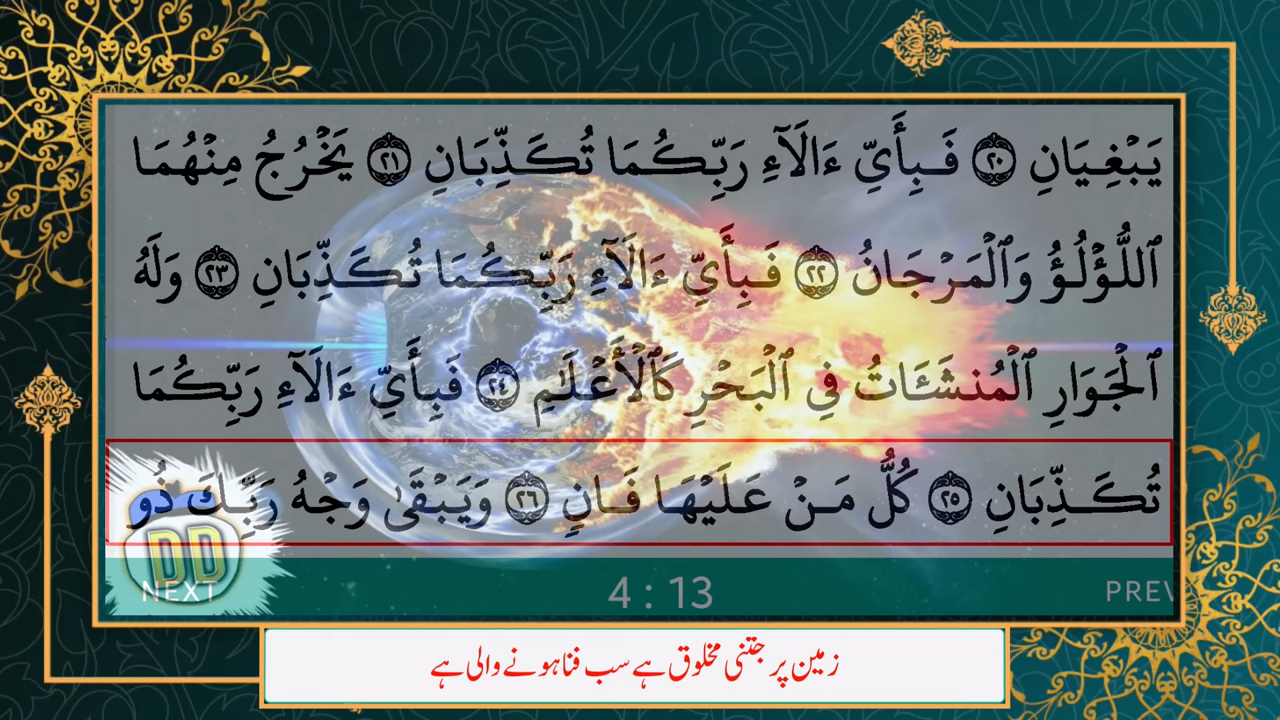 يَبْغِيَانِ ٢٠ فَبِأَيِّ ءَالَآءِ رَبِّكُمَا تُكَذِّبَانِ ٢١ يَخْرُجُ مِنْهُمَا
ٱللُّؤْلُؤُ وَٱلْمَرْجَانُ ٢٢ فَبِأَيِّ ءَالَآءِ رَبِّكُمَا تُكَذِّبَانِ ٢٣ وَلَهُ
ٱلْجَوَارِ ٱلْمُنشَـَٔاتُ فِي ٱلْبَحْرِ كَٱلْأَعْلَٰمِ ٢٤ فَبِأَيِّ ءَالَآءِ رَبِّكُمَا
تُكَذِّبَانِ ٢٥ كُلُّ مَنْ عَلَيْهَا فَانٍ ٢٦ وَيَبْقَىٰ وَجْهُ رَبِّكَ ذُو
DD
NEXT 4 : 13 PREV
زمین پر جتنی مخلوق ہے سب فنا ہونے والی ہے